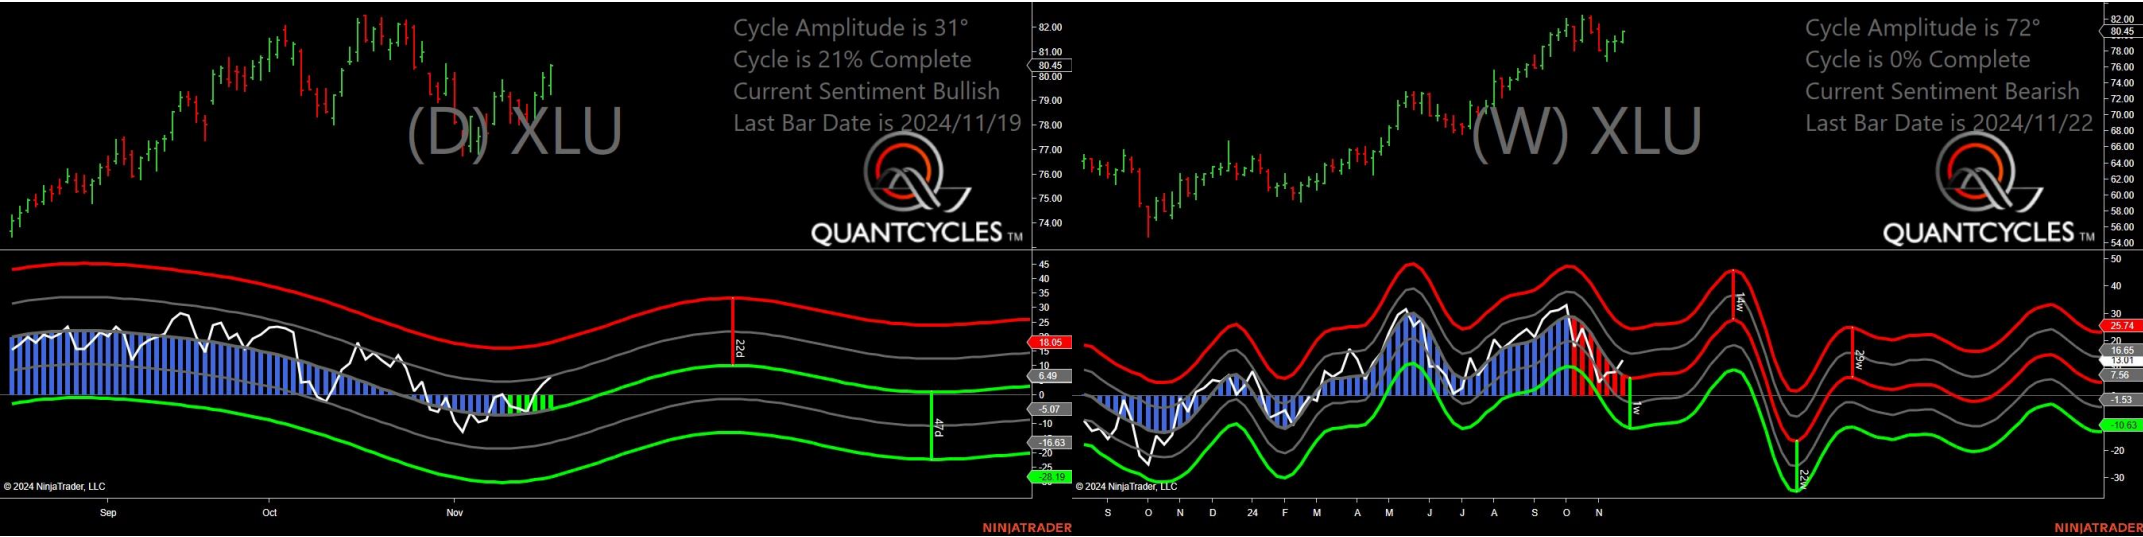 Cycle Amplitude is 31°
Cycle is 21% Complete
Current Sentiment Bullish
Last Bar Date is 2024/11/19
(D) XLU
QUANTCYCLES TM
82.00
81.00
80.45
80.00
79.00
78.00
77.00
76.00
75.00
74.00
45
40
35
30
25
18.05
15
10
6.49
0
-5.07
-10
-16.63
-20
-25
-28.19
22d
47d
© 2024 NinjaTrader, LLC
Sep Oct Nov
NINJATRADER
Cycle Amplitude is 72°
Cycle is 0% Complete
Current Sentiment Bearish
Last Bar Date is 2024/11/22
(W) XLU
QUANTCYCLES TM
82.00
80.45
78.00
76.00
74.00
72.00
70.00
68.00
66.00
64.00
62.00
60.00
58.00
56.00
54.00
50
40
30
25.74
20
16.65
13.01
7.56
-1.53
-10.63
-20
-30
1w
14w
22w
29w
© 2024 NinjaTrader, LLC
S O N D 24 F M A M J J A S O N
NINJATRADER